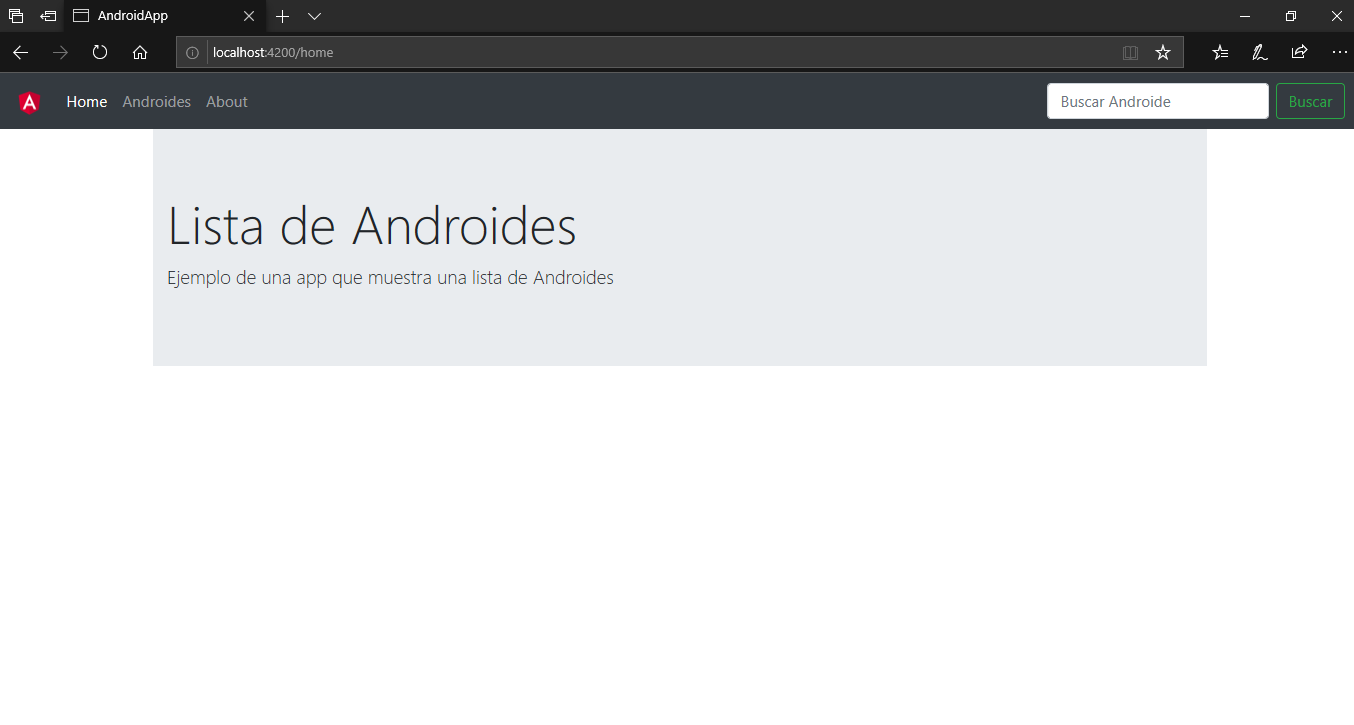 AndroidApp
localhost:4200/home
Home Androides About Buscar Androide Buscar
Lista de Androides
Ejemplo de una app que muestra una lista de Androides